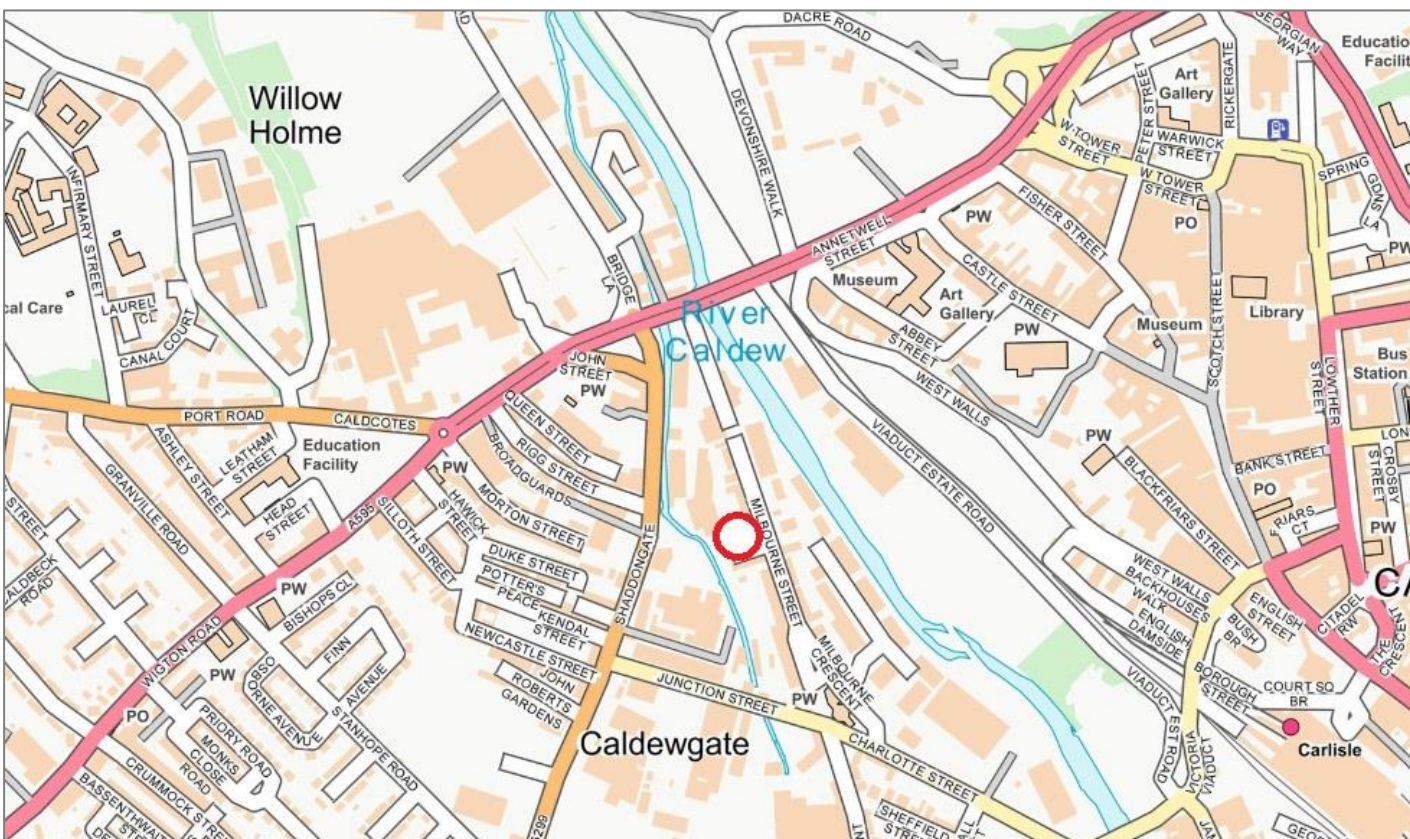 DACRE ROAD
GEORGIAN
WAY
Educatio
Facilit
Willow
Holme
DEVONSHIRE WALK
Art
Gallery
PETER STREET
RICKERGATE
WARWICK
STREET
W TOWER
STREET
W TOWER
STREET
SPRING
GDNS
LA
INFIRMARY STREET
FISHER STREET
PW
PO
PW
ANNETWELL
STREET
BRIDGE
LA
Museum
CASTLE STREET
Art
Gallery
cal Care
LAUREL
CL
CANAL COURT
River
Caldew
ABBEY
STREET
PW
Museum
SCOTCH STREET
Library
LOWTHER
STREET
Bus
Station
JOHN
STREET
PW
WEST WALLS
PORT ROAD
CALDCOTES
QUEEN STREET
RIGG STREET
BROADGUARDS
VIADUCT ESTATE ROAD
PW
BLACKFRIARS STREET
BANK STREET
LON
CROSBY
STREET
ASHLEY STREET
LEATHAM
STREET
Education
Facility
PW
HAWICK
STREET
MORTON STREET
GRANVILLE ROAD
HEAD
STREET
A595
SILLOTH STREET
PO
FRIARS
CT
PW
MILBOURNE STREET
STREET
DUKE STREET
POTTER'S
PEACE
KENDAL
STREET
SHADDONGATE
WEST WALLS
BACKHOUSES
WALK
ENGLISH
DAMSIDE
BUSH
BR
ENGLISH
STREET
CITADEL
RW
THE
CRESCENT
CA
ALDBECK
ROAD
PW
BISHOPS CL
NEWCASTLE STREET
JOHN
ROBERTS
GARDENS
WIGTON ROAD
PW
FINN
AVENUE
OBSO
ORNE AVENUE
STANHOPE ROAD
MILBOURNE
CRESCENT
JUNCTION STREET
PW
VIADUCT EST ROAD
BOROUGH
STREET
COURT SQ
BR
PO
PRIORY ROAD
MONKS
CLOSE
ROAD
Caldewgate
CHARLOTTE STREET
VICTORIA
VIADUCT
Carlisle
CRUMMOCK STREET
BASSENTHWAITE
SHEFFIELD
STREET